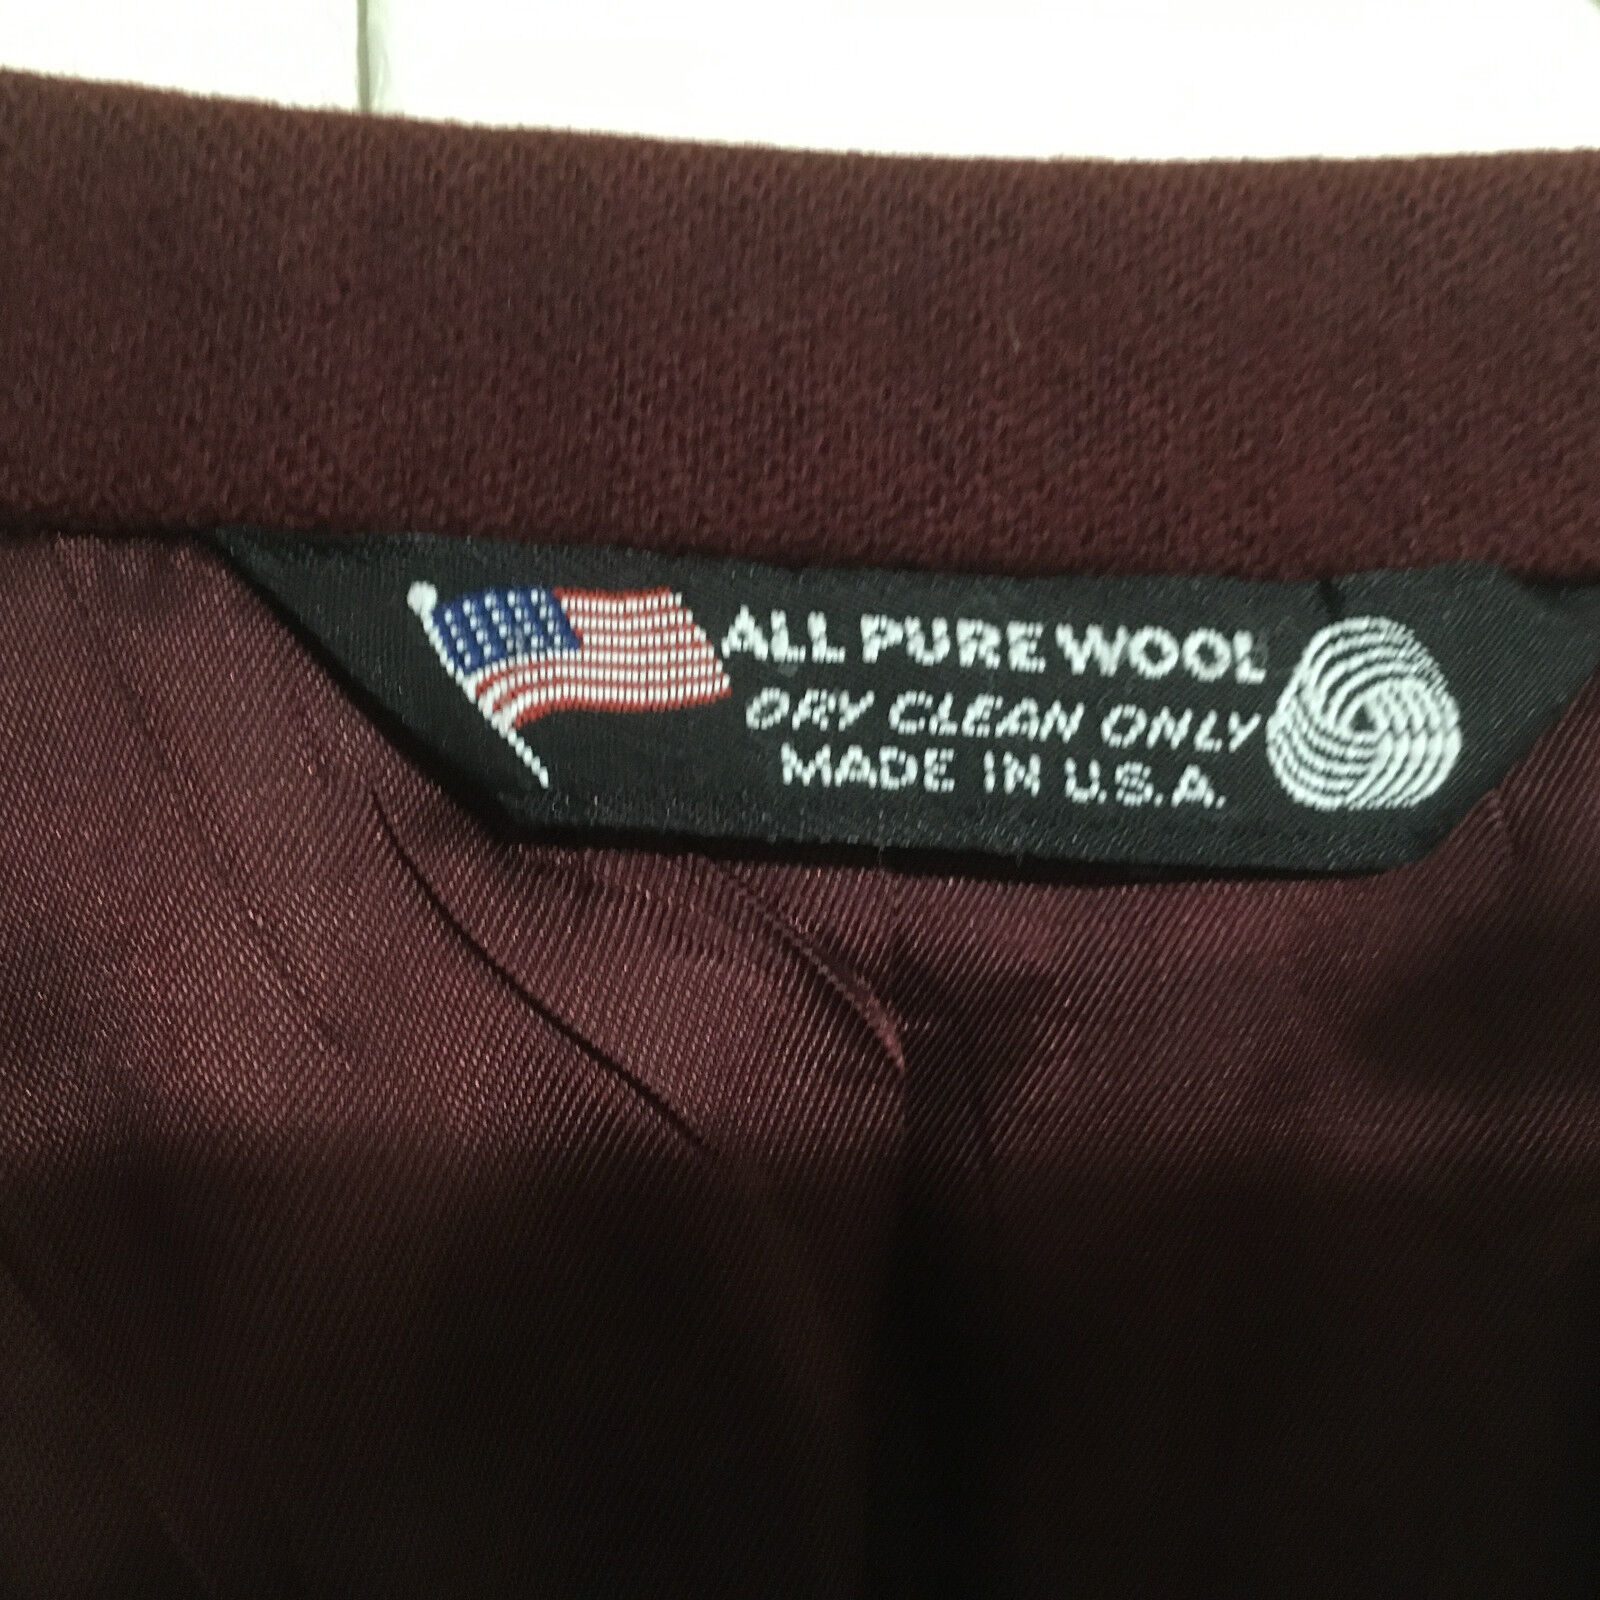 ALL PURE WOOL
DRY CLEAN ONLY
MADE IN U.S.A.